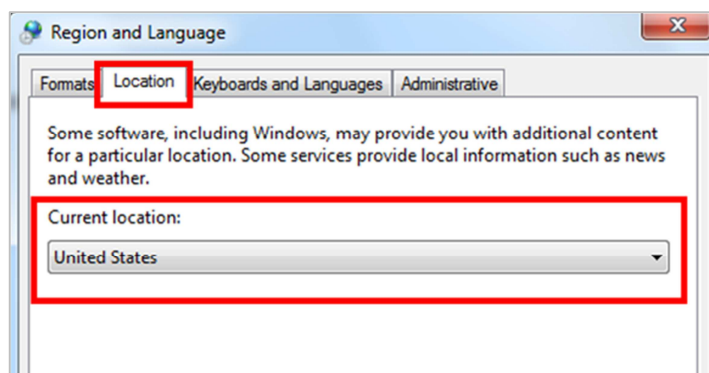 Region and Language
Formats Location Keyboards and Languages Administrative
Some software, including Windows, may provide you with additional content
for a particular location. Some services provide local information such as news
and weather.
Current location:
United States